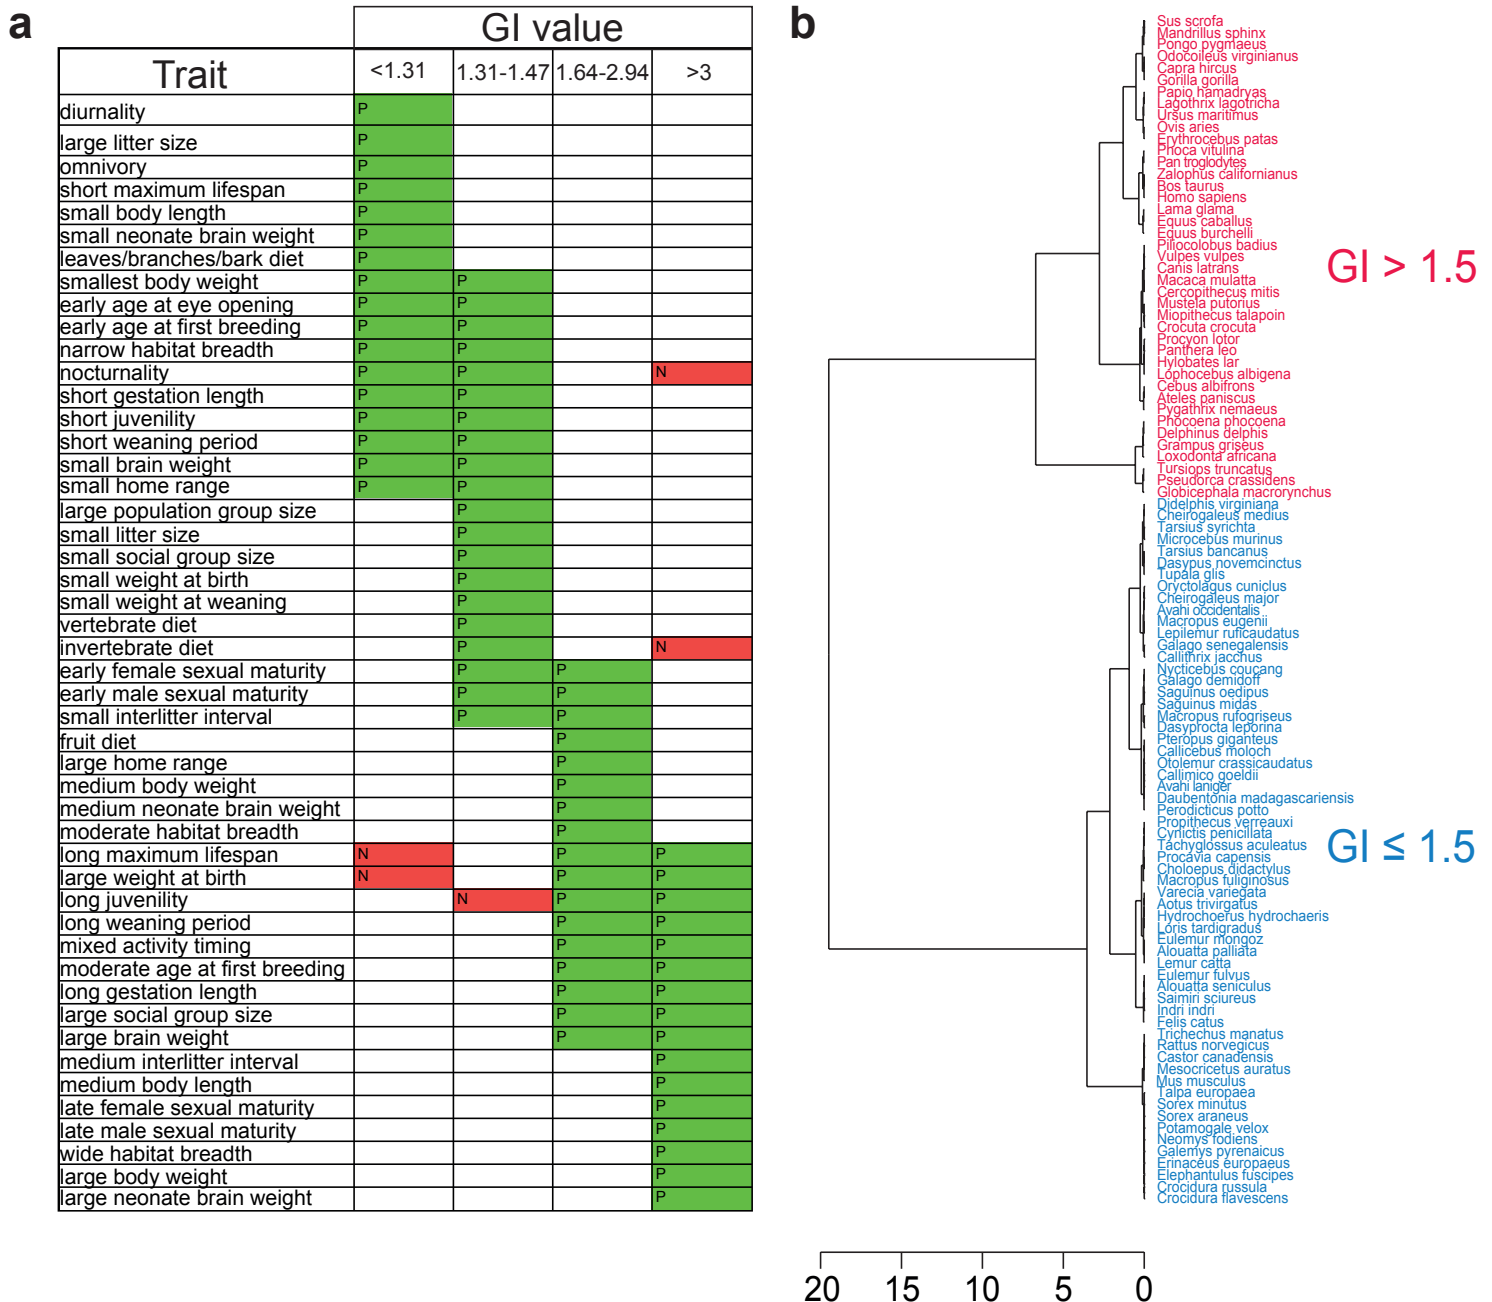 a
GI value
Trait <1.31 1.31-1.47 1.64-2.94 >3
diurnality P
large litter size P
omnivory P
short maximum lifespan P
small body length P
small neonate brain weight P
leaves/branches/bark diet P
smallest body weight P P
early age at eye opening P P
early age at first breeding P P
narrow habitat breadth P P
nocturnality P P N
short gestation length P P
short juvenility P P
short weaning period P P
small brain weight P P
small home range P P
large population group size P
small litter size P
small social group size P
small weight at birth P
small weight at weaning P
vertebrate diet P
invertebrate diet P N
early female sexual maturity P P
early male sexual maturity P P
small interlitter interval P P
fruit diet P
large home range P
medium body weight P
medium neonate brain weight P
moderate habitat breadth P
long maximum lifespan N P P
large weight at birth N P P
long juvenility N P P
long weaning period P P
mixed activity timing P P
moderate age at first breeding P P
long gestation length P P
large social group size P P
large brain weight P P
medium interlitter interval P
medium body length P
late female sexual maturity P
late male sexual maturity P
wide habitat breadth P
large body weight P
large neonate brain weight P
b
Sus scrofa
Mandrillus sphinx
Pongo pygmaeus
Odocoileus virginianus
Capra hircus
Gorilla gorilla
Papio hamadryas
Lagothrix lagotricha
Ursus maritimus
Ovis aries
Erythrocebus patas
Phoca vitulina
Pan troglodytes
Zalophus californianus
Bos taurus
Homo sapiens
Lama glama
Equus caballus
Equus burchelli
Piliocolobus badius
Vulpes vulpes
Canis latrans
Macaca mulatta
Cercopithecus mitis
Mustela putorius
Miopithecus talapoin
Crocuta crocuta
Procyon lotor
Panthera leo
Hylobates lar
Lophocebus albigena
Cebus albifrons
Ateles paniscus
Pygathrix nemaeus
Phocoena phocoena
Delphinus delphis
Grampus griseus
Loxodonta africana
Tursiops truncatus
Pseudorca crassidens
Globicephala macrorynchus
GI > 1.5
Didelphis virginiana
Cheirogaleus medius
Tarsius syrichta
Microcebus murinus
Tarsius bancanus
Dasypus novemcinctus
Tupala glis
Oryctolagus cuniclus
Cheirogaleus major
Avahi occidentalis
Macropus eugenii
Lepilemur ruficaudatus
Galago senegalensis
Callithrix jacchus
Nycticebus coucang
Galago demidoff
Saguinus oedipus
Saguinus midas
Macropus rufogriseus
Dasyprocta leporina
Pteropus giganteus
Callicebus moloch
Otolemur crassicaudatus
Callimico goeldii
Avahi laniger
Daubentonia madagascariensis
Perodicticus potto
Propithecus verreauxi
Cynictis penicillata
Tachyglossus aculeatus
Procavia capensis
Choloepus didactylus
Macropus fuliginosus
Varecia variegata
Aotus trivirgatus
Hydrochoerus hydrochaeris
Loris tardigradus
Eulemur mongoz
Alouatta palliata
Lemur catta
Eulemur fulvus
Alouatta seniculus
Saimiri sciureus
Indri indri
Felis catus
Trichechus manatus
Rattus norvegicus
Castor canadensis
Mesocricetus auratus
Mus musculus
Talpa europaea
Sorex minutus
Sorex araneus
Potamogale velox
Neomys fodiens
Galemys pyrenaicus
Erinaceus europaeus
Elephantulus fuscipes
Crocidura russula
Crocidura flavescens
GI ≤ 1.5
20 15 10 5 0